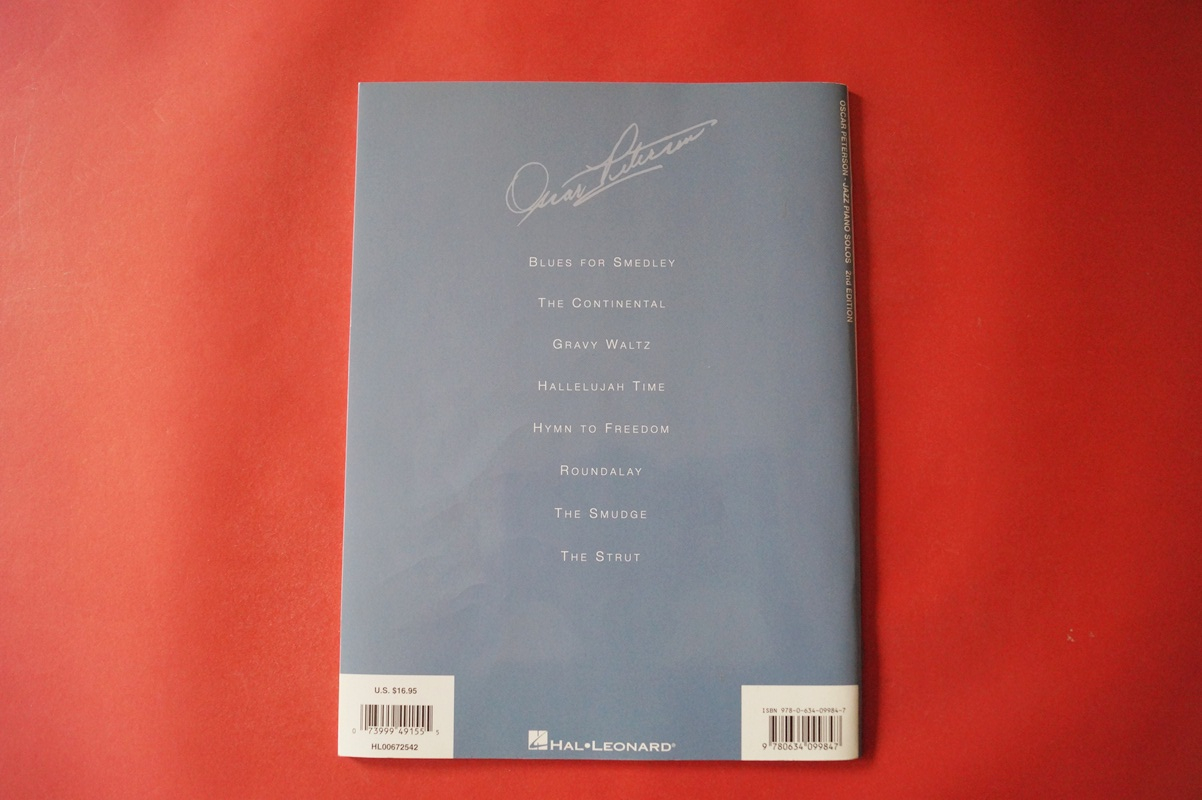 Oscar Peterson
OSCAR PETERSON - JAZZ PIANO SOLOS 2nd EDITION
BLUES FOR SMEDLEY
THE CONTINENTAL
GRAVY WALTZ
HALLELUJAH TIME
HYMN TO FREEDOM
ROUNDALAY
THE SMUDGE
THE STRUT
U.S. $16.95
0 73999 49155 5
HL00672542
HAL•LEONARD®
ISBN 978-0-634-09984-7
9 780634 099847